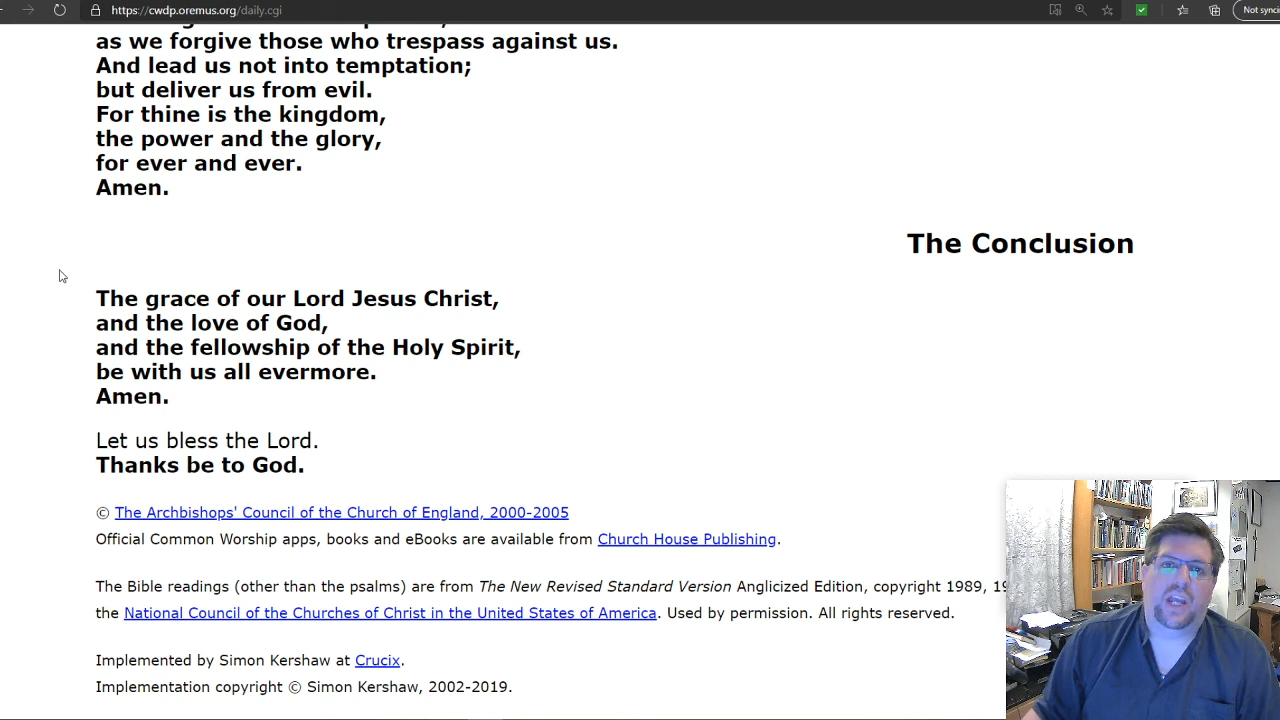 https://cwdp.oremus.org/daily.cgi
Not synci
as we forgive those who trespass against us.
And lead us not into temptation;
but deliver us from evil.
For thine is the kingdom,
the power and the glory,
for ever and ever.
Amen.
The Conclusion
The grace of our Lord Jesus Christ,
and the love of God,
and the fellowship of the Holy Spirit,
be with us all evermore.
Amen.
Let us bless the Lord.
Thanks be to God.
© The Archbishops' Council of the Church of England, 2000-2005
Official Common Worship apps, books and eBooks are available from Church House Publishing.
The Bible readings (other than the psalms) are from The New Revised Standard Version Anglicized Edition, copyright 1989, 19
the National Council of the Churches of Christ in the United States of America. Used by permission. All rights reserved.
Implemented by Simon Kershaw at Crucix.
Implementation copyright © Simon Kershaw, 2002-2019.